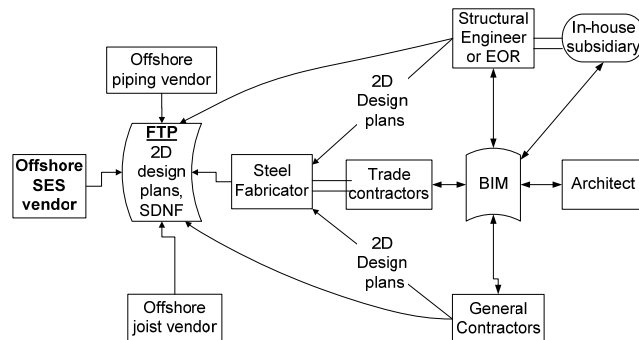 Structural
Engineer
or EOR
In-house
subsidiary
Offshore
piping vendor
2D
Design
plans
FTP
2D
design
plans,
SDNF
Offshore
SES
vendor
Steel
Fabricator
Trade
contractors
BIM
Architect
2D
Design
plans
Offshore
joist vendor
General
Contractors